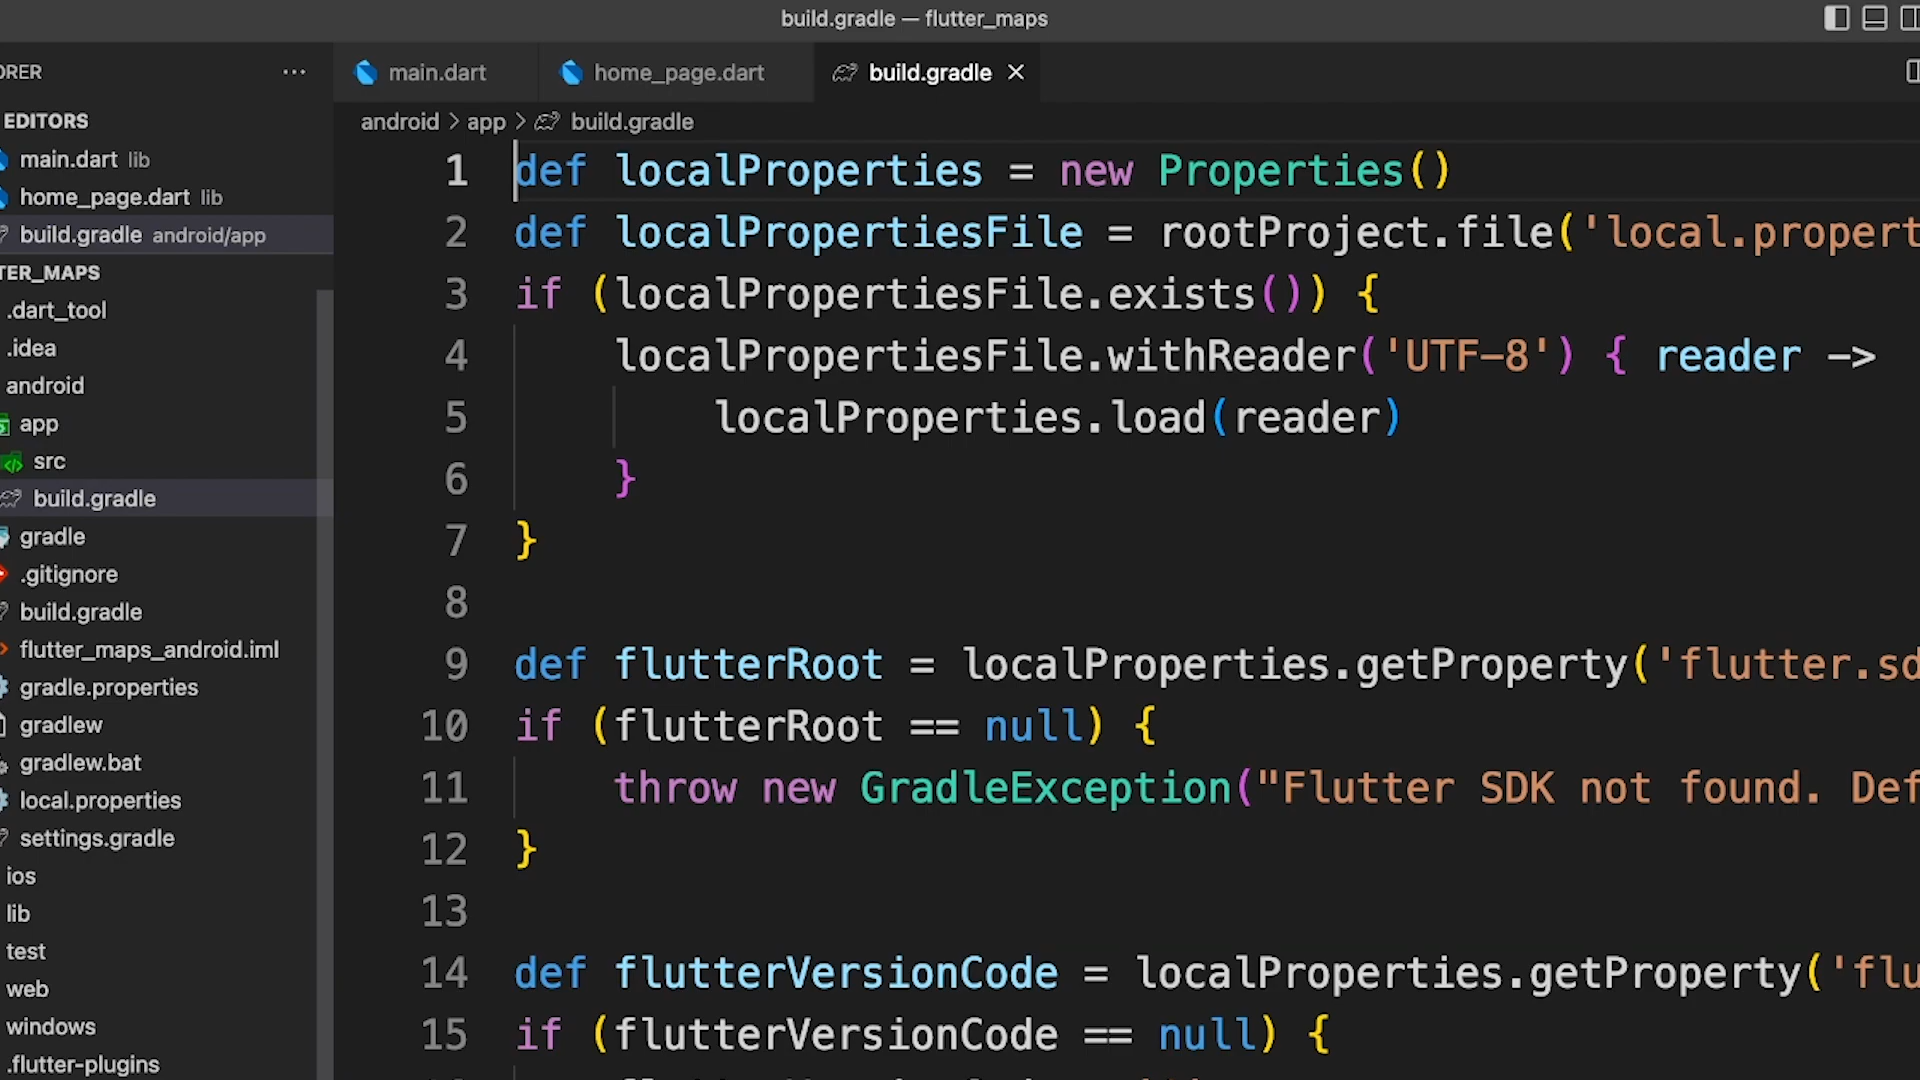 build.gradle — flutter_maps
ORER
main.dart
home_page.dart
build.gradle
EDITORS
main.dart lib
home_page.dart lib
build.gradle android/app
TER_MAPS
.dart_tool
.idea
android
app
src
build.gradle
gradle
.gitignore
build.gradle
flutter_maps_android.iml
gradle.properties
gradlew
gradlew.bat
local.properties
settings.gradle
ios
lib
test
web
windows
.flutter-plugins
android > app > build.gradle
1 def localProperties = new Properties()
2 def localPropertiesFile = rootProject.file('local.propert
3 if (localPropertiesFile.exists()) {
4 localPropertiesFile.withReader('UTF-8') { reader ->
5 localProperties.load(reader)
6 }
7 }
8
9 def flutterRoot = localProperties.getProperty('flutter.sd
10 if (flutterRoot == null) {
11 throw new GradleException("Flutter SDK not found. Def
12 }
13
14 def flutterVersionCode = localProperties.getProperty('flu
15 if (flutterVersionCode == null) {